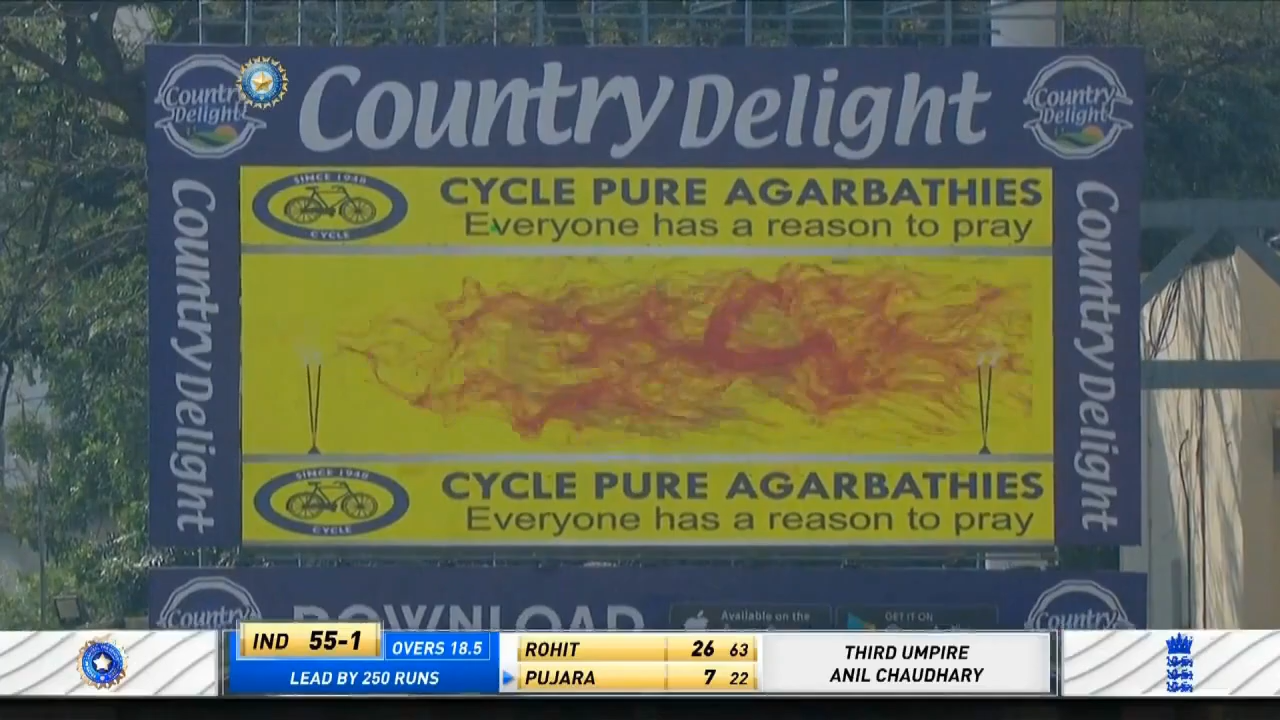 Country Delight
Country Delight
Country Delight
SINCE 1948
CYCLE
CYCLE PURE AGARBATHIES
Everyone has a reason to pray
Country Delight
Country Delight
SINCE 1948
CYCLE
CYCLE PURE AGARBATHIES
Everyone has a reason to pray
Country
DOWNLOAD
Available on the
GET IT ON
Country
IND 55-1 OVERS 18.5
LEAD BY 250 RUNS
ROHIT 26 63
PUJARA 7 22
THIRD UMPIRE
ANIL CHAUDHARY